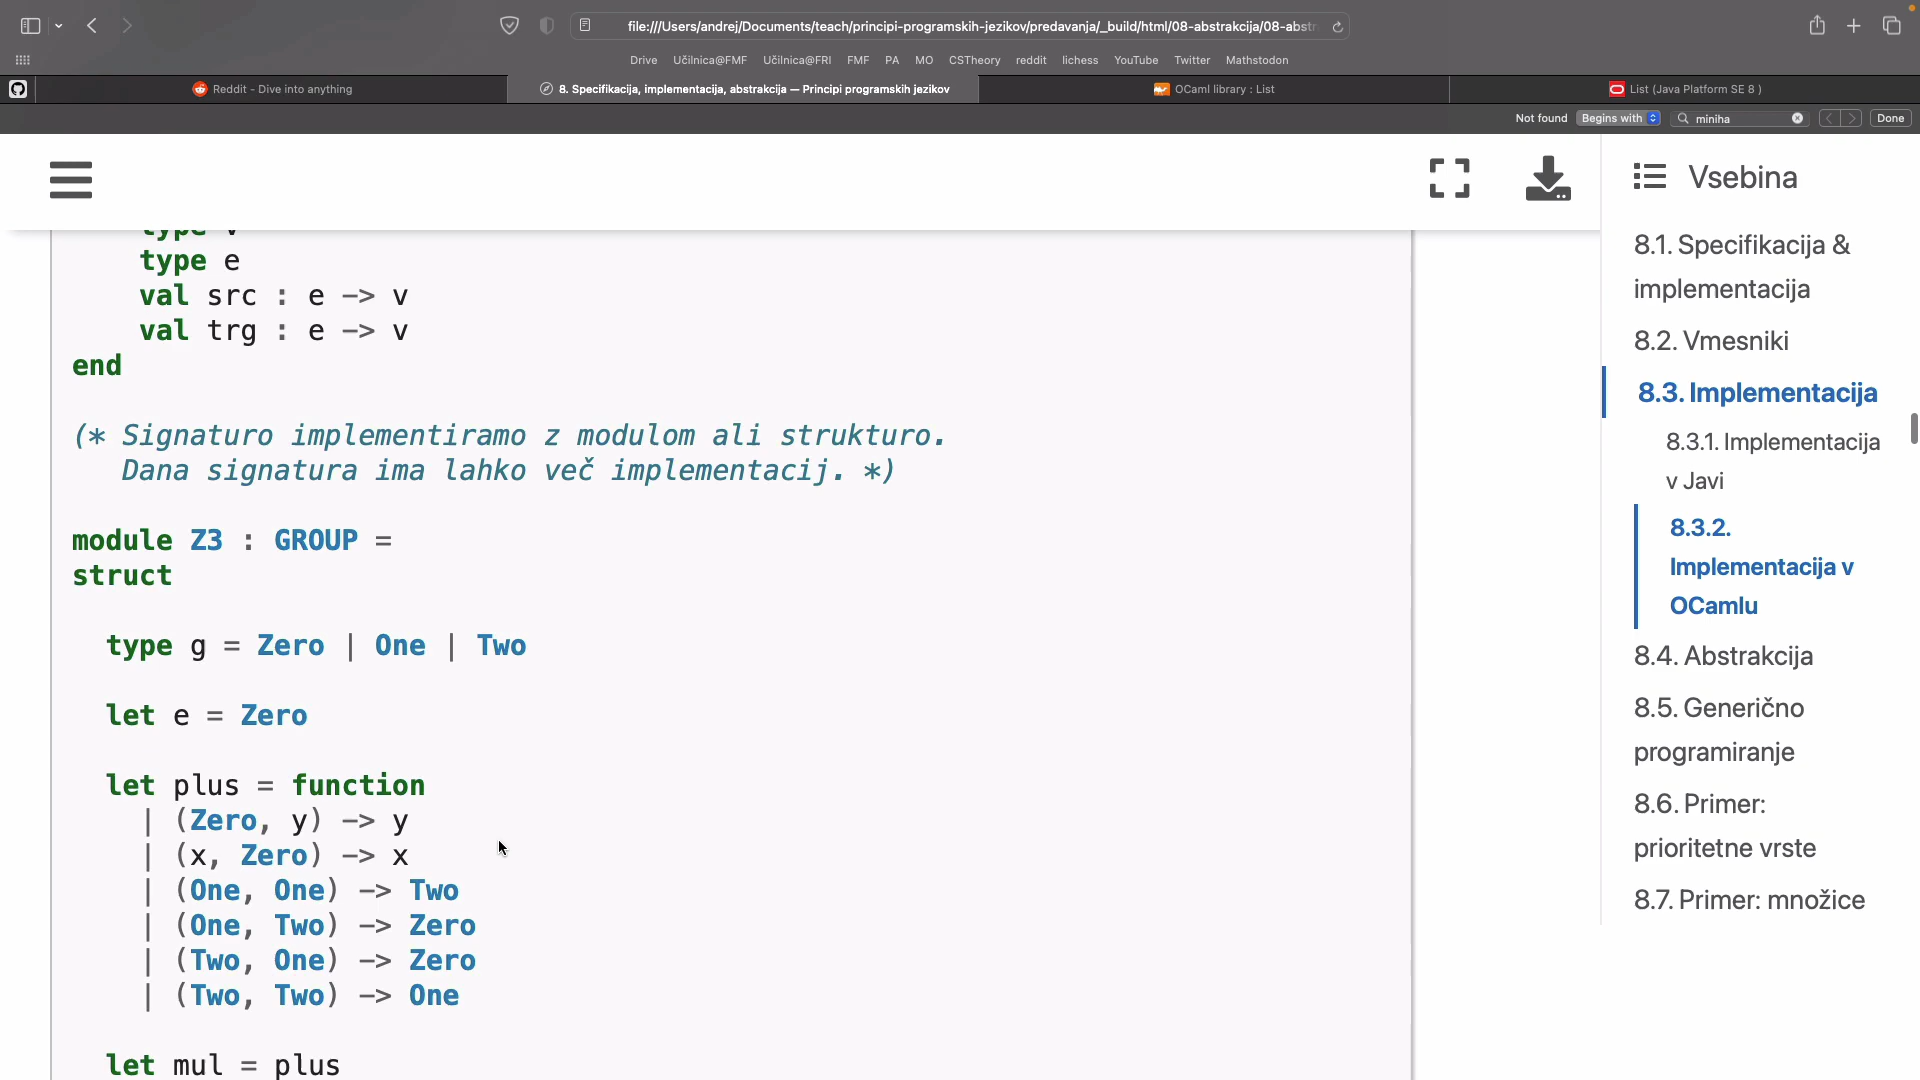 file:///Users/andrej/Documents/teach/principi-programskih-jezikov/predavanja/_build/html/08-abstrakcija/08-abstr
Drive Učilnica@FMF Učilnica@FRI FMF PA MO CSTheory reddit lichess YouTube Twitter Mathstodon
Reddit - Dive into anything
8. Specifikacija, implementacija, abstrakcija — Principi programskih jezikov
OCaml library : List
List (Java Platform SE 8 )
Not found Begins with miniha Done
type v
type e
val src : e -> v
val trg : e -> v
end
(* Signaturo implementiramo z modulom ali strukturo.
Dana signatura ima lahko več implementacij. *)
module Z3 : GROUP =
struct
type g = Zero | One | Two
let e = Zero
let plus = function
| (Zero, y) -> y
| (x, Zero) -> x
| (One, One) -> Two
| (One, Two) -> Zero
| (Two, One) -> Zero
| (Two, Two) -> One
let mul = plus
Vsebina
8.1. Specifikacija &
implementacija
8.2. Vmesniki
8.3. Implementacija
8.3.1. Implementacija
v Javi
8.3.2.
Implementacija v
OCamlu
8.4. Abstrakcija
8.5. Generično
programiranje
8.6. Primer:
prioritetne vrste
8.7. Primer: množice